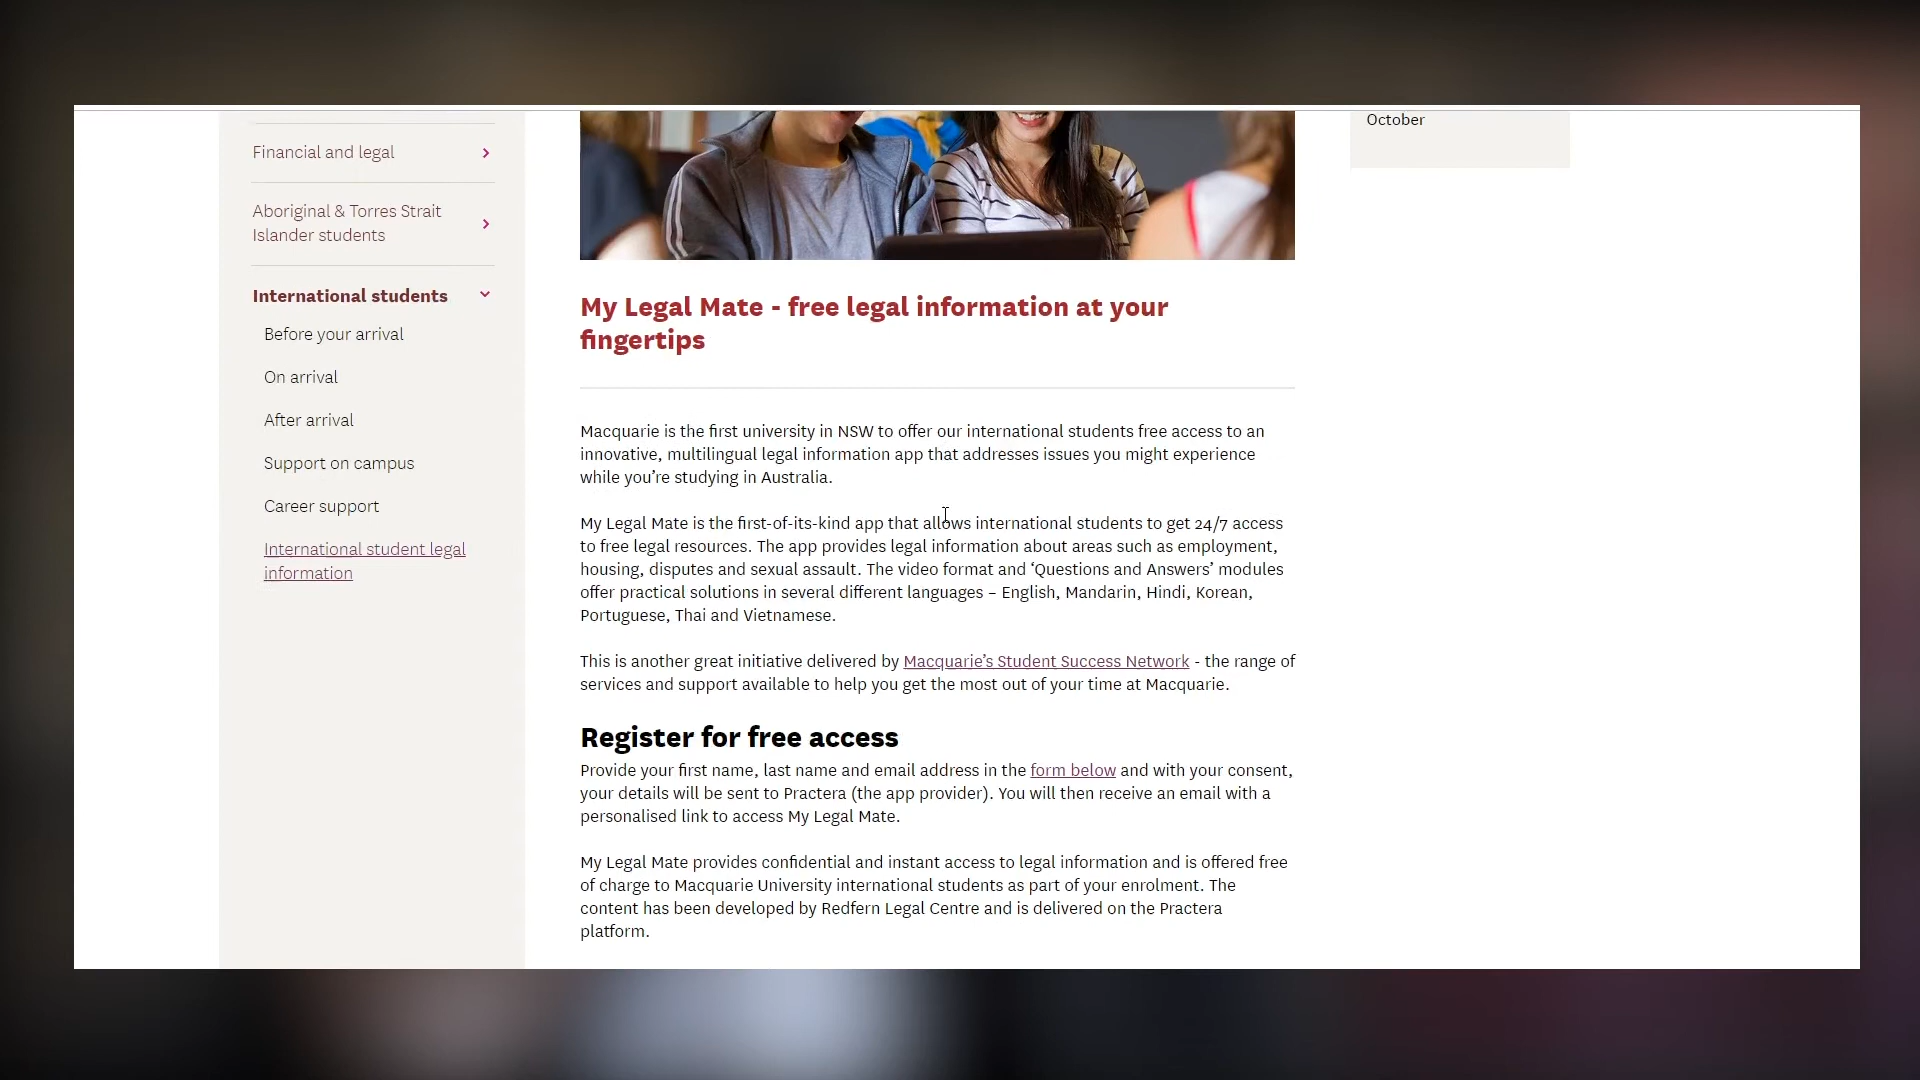 October
Financial and legal
Aboriginal & Torres Strait
Islander students
International students
Before your arrival
On arrival
After arrival
Support on campus
Career support
International student legal
information
My Legal Mate - free legal information at your
fingertips
Macquarie is the first university in NSW to offer our international students free access to an
innovative, multilingual legal information app that addresses issues you might experience
while you’re studying in Australia.
My Legal Mate is the first-of-its-kind app that allows international students to get 24/7 access
to free legal resources. The app provides legal information about areas such as employment,
housing, disputes and sexual assault. The video format and ‘Questions and Answers’ modules
offer practical solutions in several different languages – English, Mandarin, Hindi, Korean,
Portuguese, Thai and Vietnamese.
This is another great initiative delivered by Macquarie’s Student Success Network - the range of
services and support available to help you get the most out of your time at Macquarie.
Register for free access
Provide your first name, last name and email address in the form below and with your consent,
your details will be sent to Practera (the app provider). You will then receive an email with a
personalised link to access My Legal Mate.
My Legal Mate provides confidential and instant access to legal information and is offered free
of charge to Macquarie University international students as part of your enrolment. The
content has been developed by Redfern Legal Centre and is delivered on the Practera
platform.